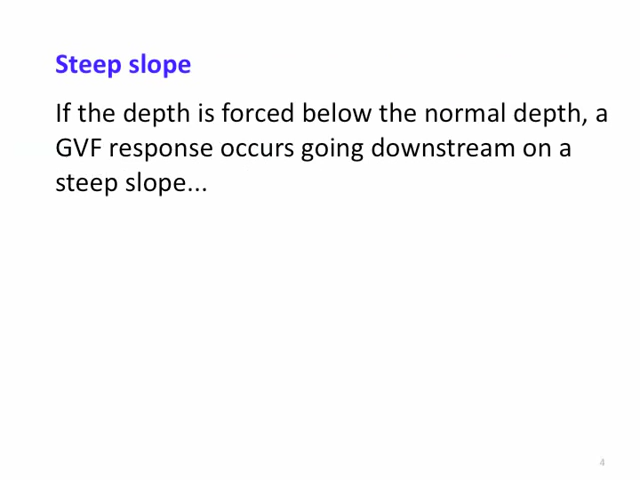 Steep slope
If the depth is forced below the normal depth, a
GVF response occurs going downstream on a
steep slope...
4